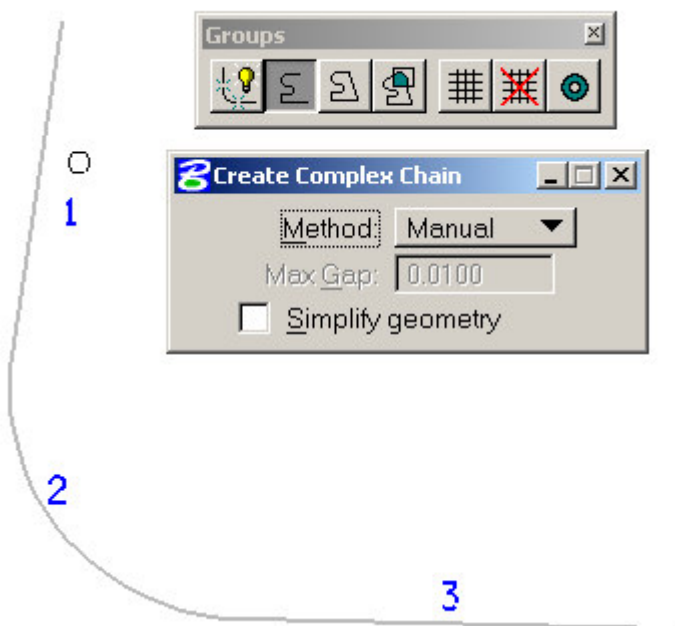 Groups
1
Create Complex Chain
Method: Manual
Max Gap: 0.0100
Simplify geometry
2
3